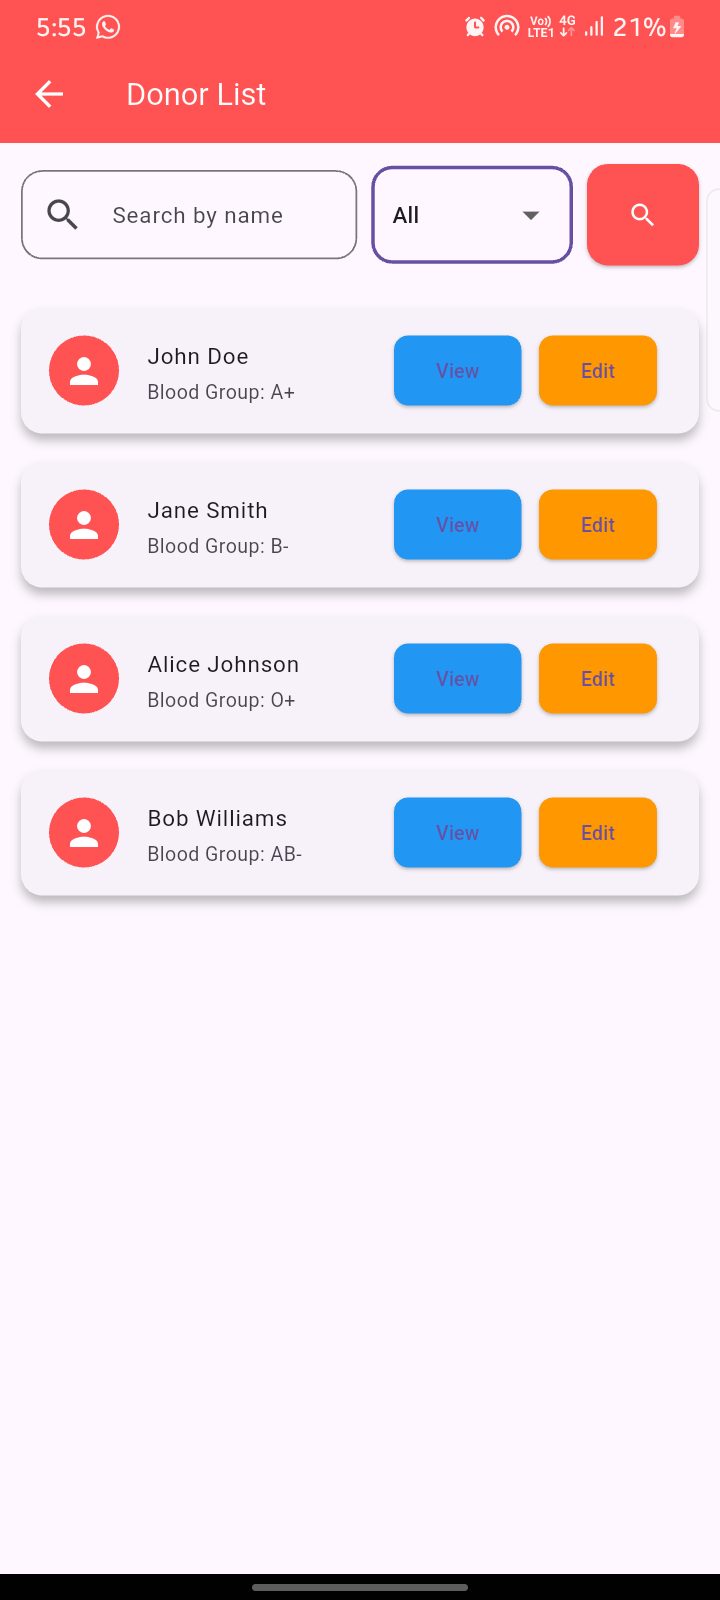 5:55 Vo)) LTE1 4G 21%
Donor List
Search by name All
John Doe
Blood Group: A+
View Edit
Jane Smith
Blood Group: B-
View Edit
Alice Johnson
Blood Group: O+
View Edit
Bob Williams
Blood Group: AB-
View Edit